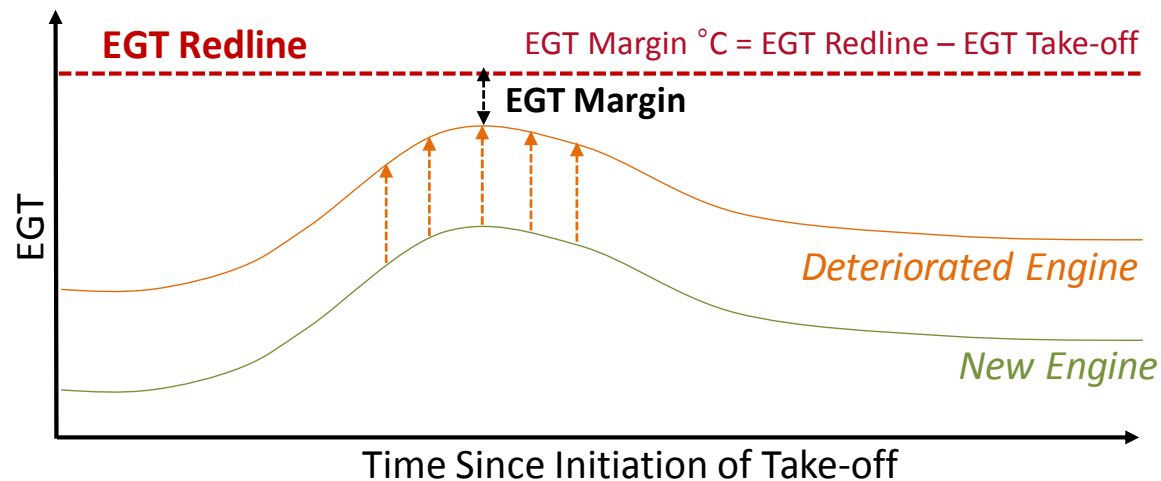 EGT Redline
EGT Margin °C = EGT Redline – EGT Take-off
EGT Margin
EGT
Deteriorated Engine
New Engine
Time Since Initiation of Take-off